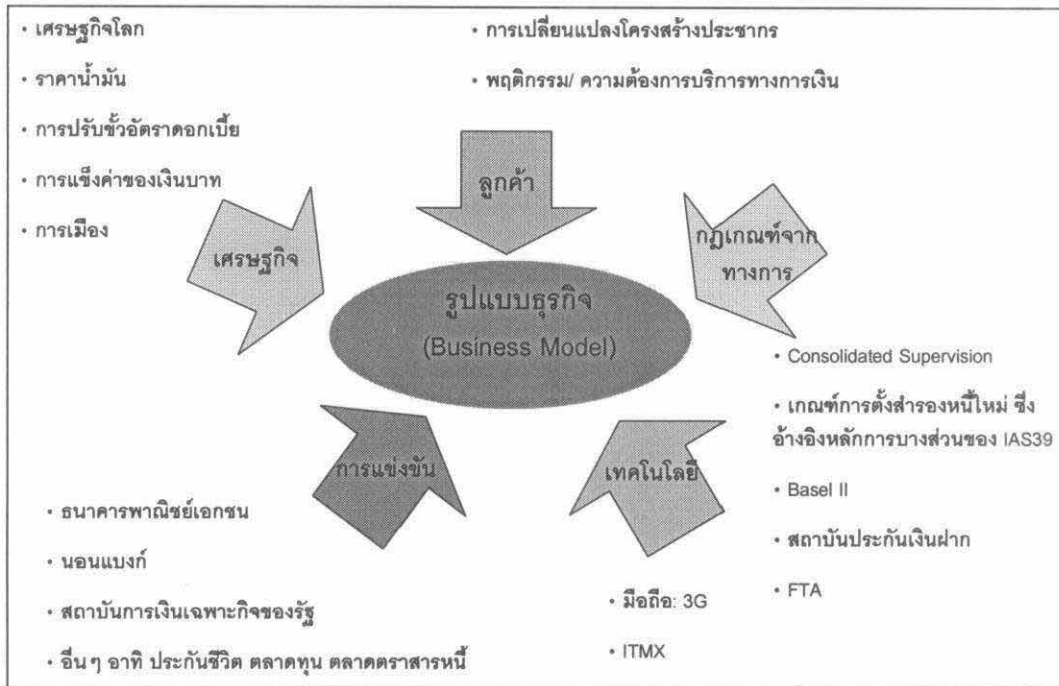 • เศรษฐกิจโลก
• ราคาน้ำมัน
• การปรับขั้วอัตราดอกเบี้ย
• การแข็งค่าของเงินบาท
• การเมือง
• การเปลี่ยนแปลงโครงสร้างประชากร
• พฤติกรรม/ ความต้องการบริการทางการเงิน
ลูกค้า
เศรษฐกิจ
กฎเกณฑ์จาก
ทางการ
รูปแบบธุรกิจ
(Business Model)
การแข่งขัน
เทคโนโลยี
• Consolidated Supervision
• เกณฑ์การตั้งสำรองหนี้ใหม่ ซึ่ง
อ้างอิงหลักการบางส่วนของ IAS39
• Basel II
• สถาบันประกันเงินฝาก
• FTA
• ธนาคารพาณิชย์เอกชน
• นอนแบงก์
• สถาบันการเงินเฉพาะกิจของรัฐ
• อื่นๆ อาทิ ประกันชีวิต ตลาดทุน ตลาดตราสารหนี้
• มือถือ: 3G
• ITMX